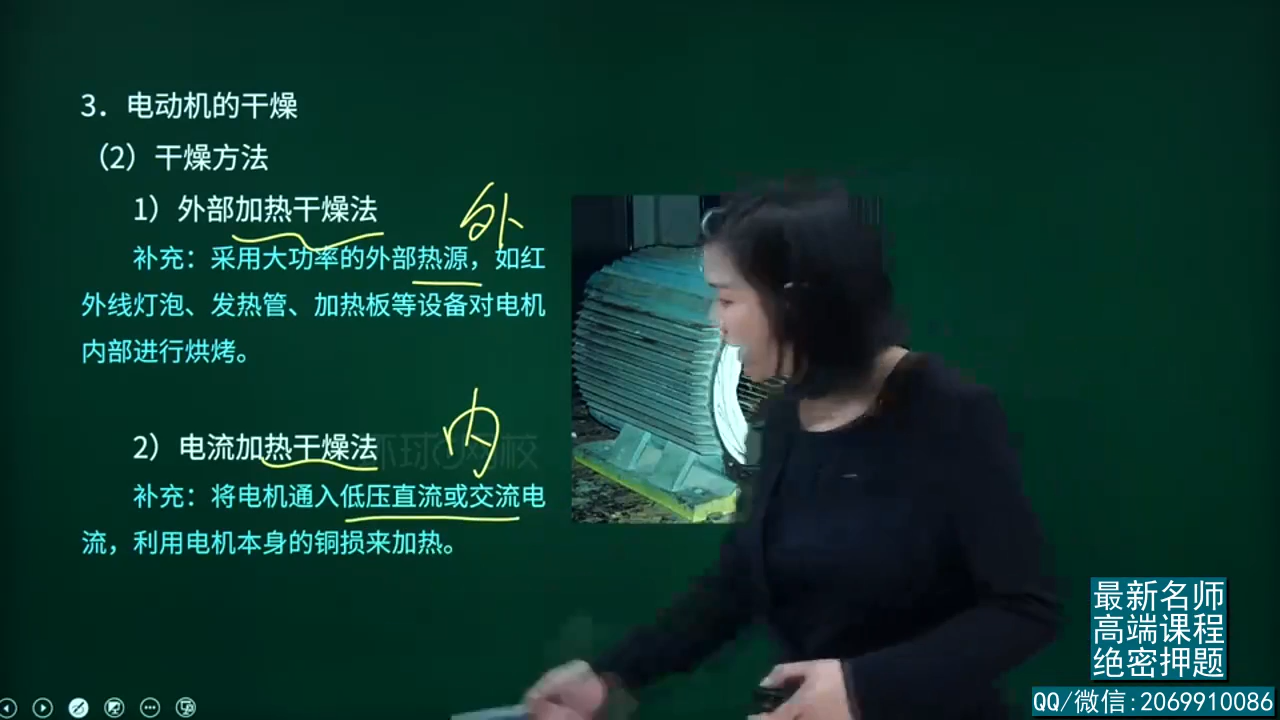 3．电动机的干燥
（2）干燥方法
1）外部加热干燥法
外
补充：采用大功率的外部热源，如红
外线灯泡、发热管、加热板等设备对电机
内部进行烘烤。
2）电流加热干燥法
内
环球网校
补充：将电机通入低压直流或交流电
流，利用电机本身的铜损来加热。
最新名师
高端课程
绝密押题
QQ/微信:2069910086